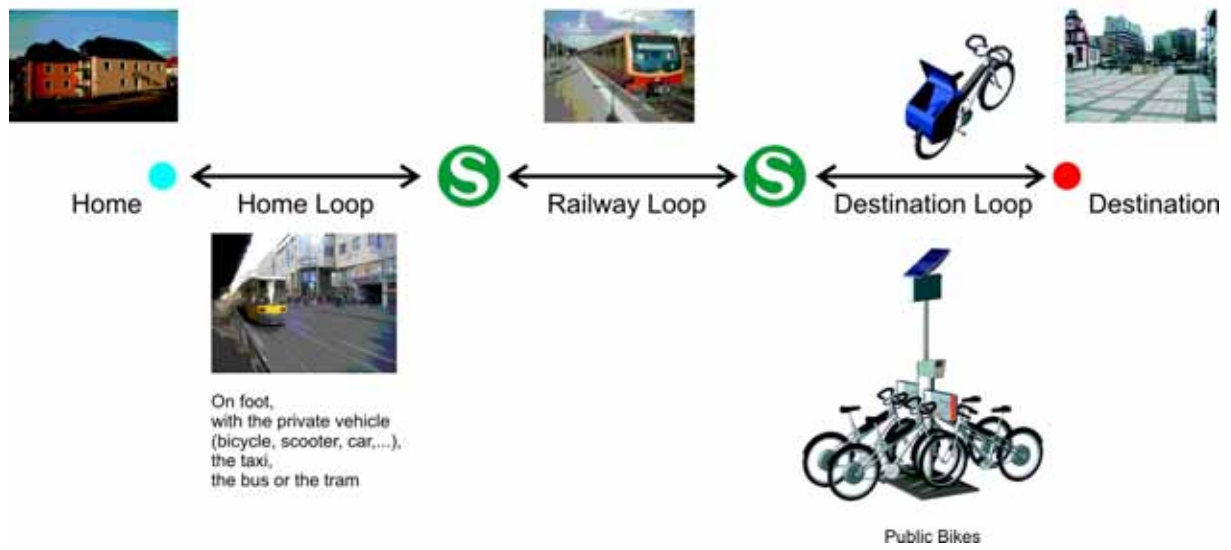 S
S
Home
Home Loop
Railway Loop
Destination Loop
Destination
On foot,
with the private vehicle
(bicycle, scooter, car,...),
the taxi,
the bus or the tram
Public Bikes